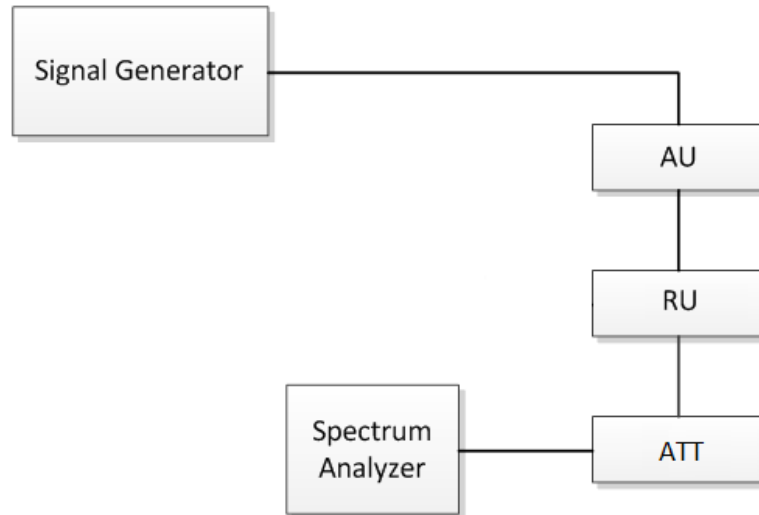 Signal Generator
AU
RU
Spectrum
Analyzer
ATT